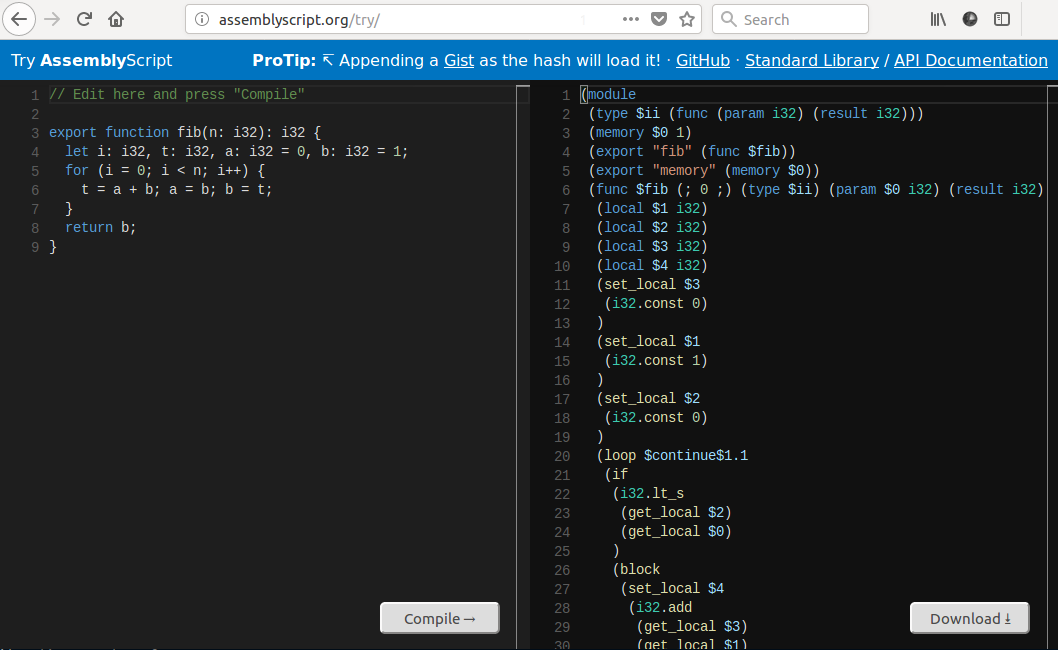 assemblyscript.org/try/
Search
Try AssemblyScript
ProTip: ↸ Appending a Gist as the hash will load it! · GitHub · Standard Library / API Documentation
1 // Edit here and press "Compile"
2
3 export function fib(n: i32): i32 {
4   let i: i32, t: i32, a: i32 = 0, b: i32 = 1;
5   for (i = 0; i < n; i++) {
6     t = a + b; a = b; b = t;
7   }
8   return b;
9 }
Compile→
1 (module
2  (type $ii (func (param i32) (result i32)))
3  (memory $0 1)
4  (export "fib" (func $fib))
5  (export "memory" (memory $0))
6  (func $fib (; 0 ;) (type $ii) (param $0 i32) (result i32)
7   (local $1 i32)
8   (local $2 i32)
9   (local $3 i32)
10   (local $4 i32)
11   (set_local $3
12    (i32.const 0)
13   )
14   (set_local $1
15    (i32.const 1)
16   )
17   (set_local $2
18    (i32.const 0)
19   )
20   (loop $continue$1.1
21    (if
22     (i32.lt_s
23      (get_local $2)
24      (get_local $0)
25     )
26     (block
27      (set_local $4
28       (i32.add
29        (get_local $3)
30        (get_local $1)
Download⤓